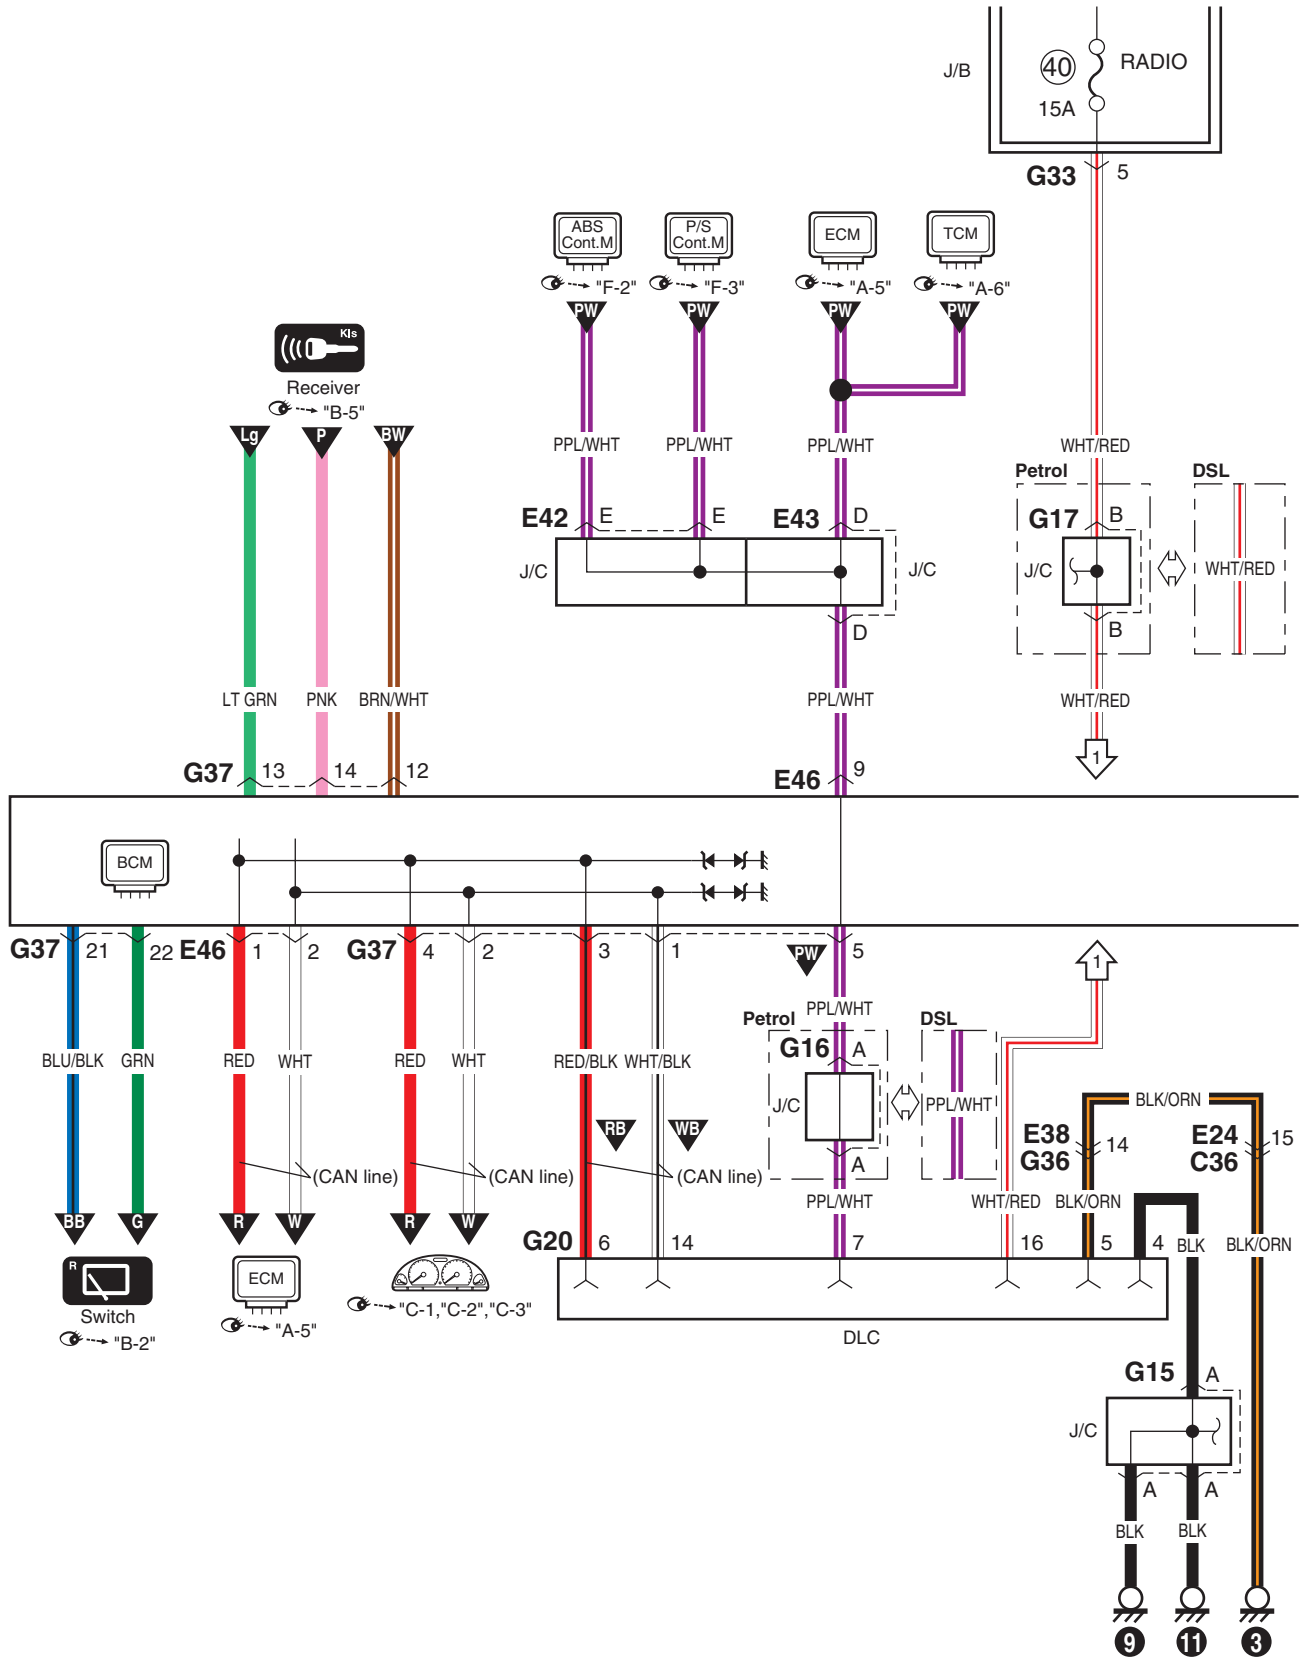 J/B
40
RADIO
15A
G33 5
ABS Cont.M
P/S Cont.M
ECM
TCM
"F-2"
"F-3"
"A-5"
"A-6"
PW
PW
PW
PW
KIs
Receiver
"B-5"
Lg
P
BW
PPL/WHT
PPL/WHT
PPL/WHT
WHT/RED
Petrol
DSL
E42 E
E
E43 D
G17 B
J/C
J/C
J/C
WHT/RED
D
B
LT GRN
PNK
BRN/WHT
PPL/WHT
WHT/RED
1
G37 13
14
12
E46 9
BCM
G37 21
22
E46 1
2
G37 4
2
3
1
PW
5
1
PPL/WHT
Petrol
DSL
G16 A
BLU/BLK
GRN
RED
WHT
RED
WHT
RED/BLK
WHT/BLK
J/C
PPL/WHT
BLK/ORN
RB
WB
E38
G36
14
E24
C36
15
A
(CAN line)
(CAN line)
(CAN line)
PPL/WHT
WHT/RED
BLK/ORN
BB
G
R
W
R
W
G20 6
14
7
16
5
4
BLK
BLK/ORN
R
ECM
Switch
"B-2"
"A-5"
"C-1,"C-2","C-3"
DLC
G15 A
J/C
A
A
BLK
BLK
9
11
3